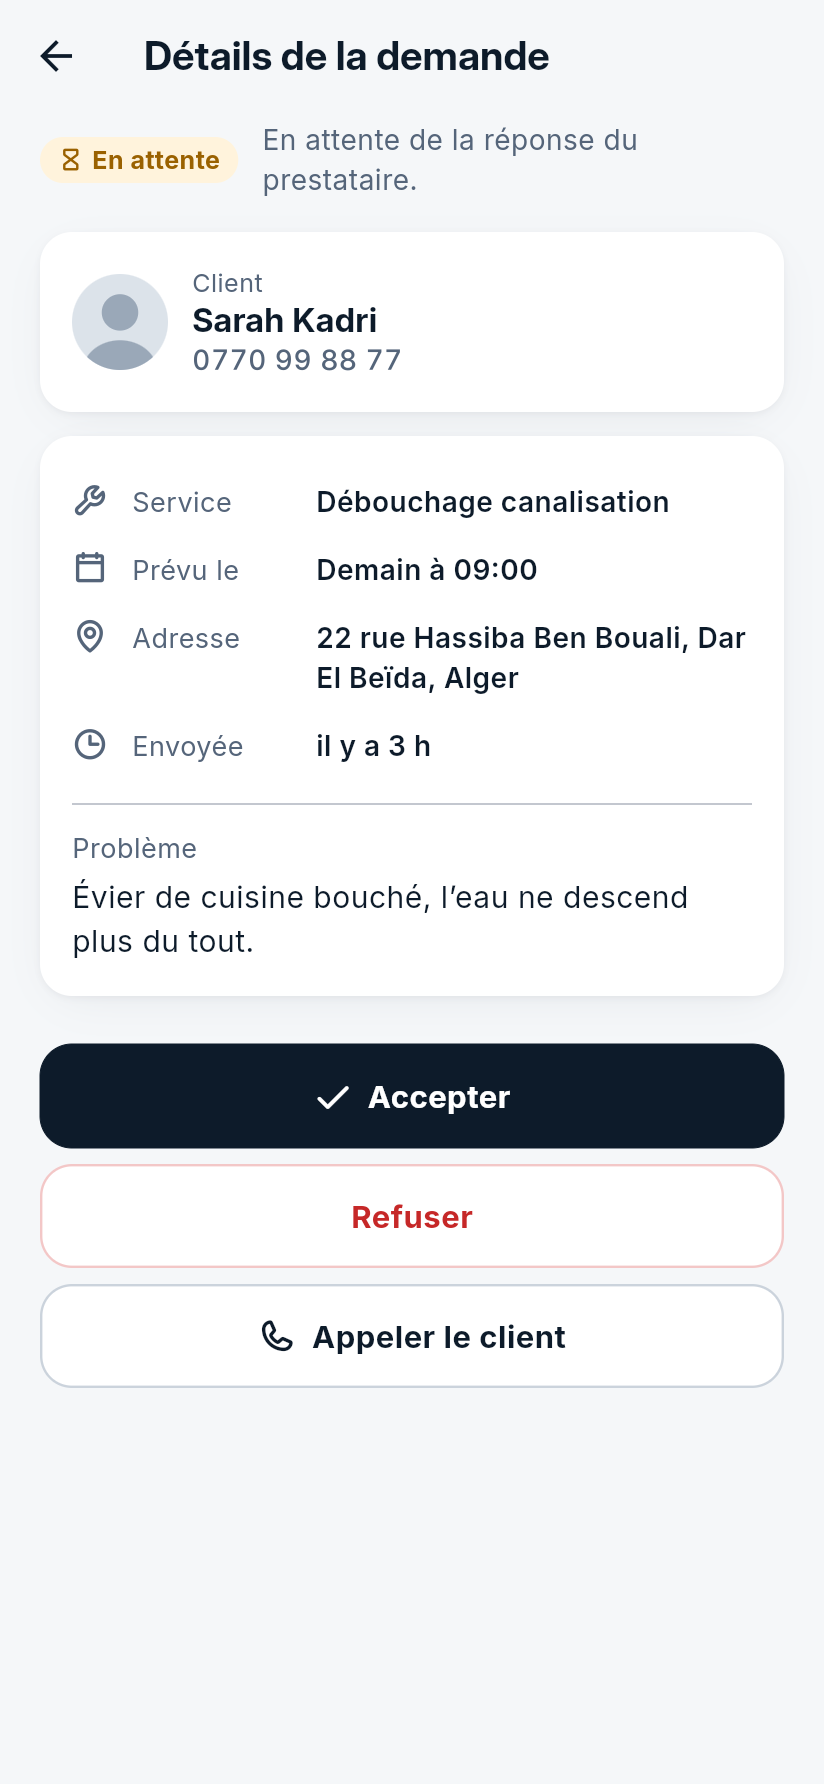 Détails de la demande
En attente
En attente de la réponse du
prestataire.
Client
Sarah Kadri
0770 99 88 77
Service
Débouchage canalisation
Prévu le
Demain à 09:00
Adresse
22 rue Hassiba Ben Bouali, Dar
El Beïda, Alger
Envoyée
il y a 3 h
Problème
Évier de cuisine bouché, l’eau ne descend
plus du tout.
Accepter
Refuser
Appeler le client